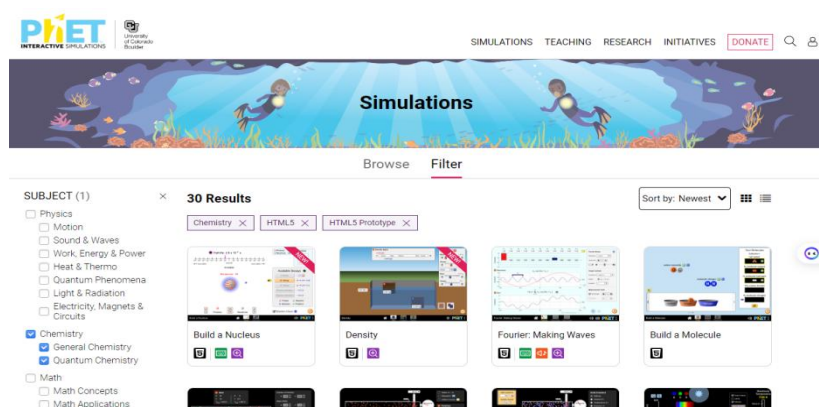 PhET
INTERACTIVE SIMULATIONS
University
of Colorado
Boulder
SIMULATIONS TEACHING RESEARCH INITIATIVES DONATE
Simulations
Browse Filter
SUBJECT (1)
Physics
Motion
Sound & Waves
Work, Energy & Power
Heat & Thermo
Quantum Phenomena
Light & Radiation
Electricity, Magnets &
Circuits
Chemistry
General Chemistry
Quantum Chemistry
Math
Math Concepts
Math Applications
30 Results
Sort by: Newest
Chemistry HTML5 HTML5 Prototype
NEW!
NEW!
Build a Nucleus
Density
Fourier: Making Waves
Build a Molecule